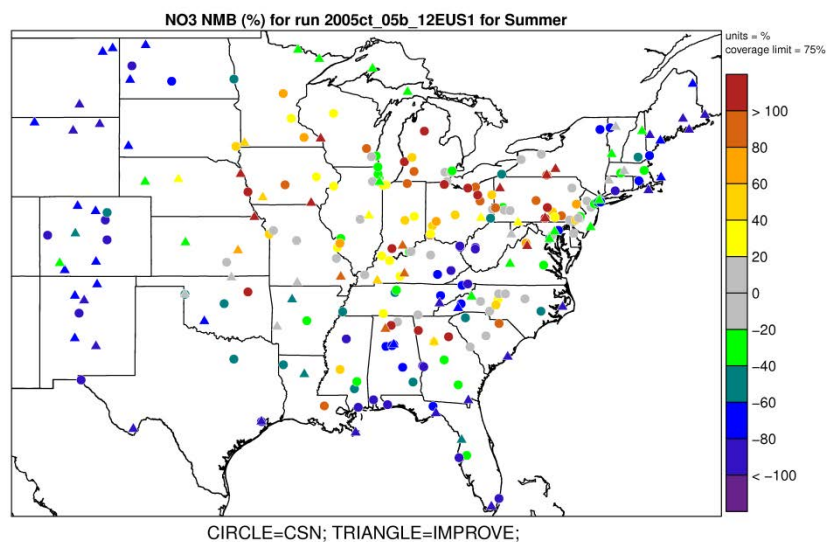 NO3 NMB (%) for run 2005ct_05b_12EUS1 for Summer
units = %
coverage limit = 75%
> 100
80
60
40
20
0
−20
−40
−60
−80
< −100
CIRCLE=CSN; TRIANGLE=IMPROVE;